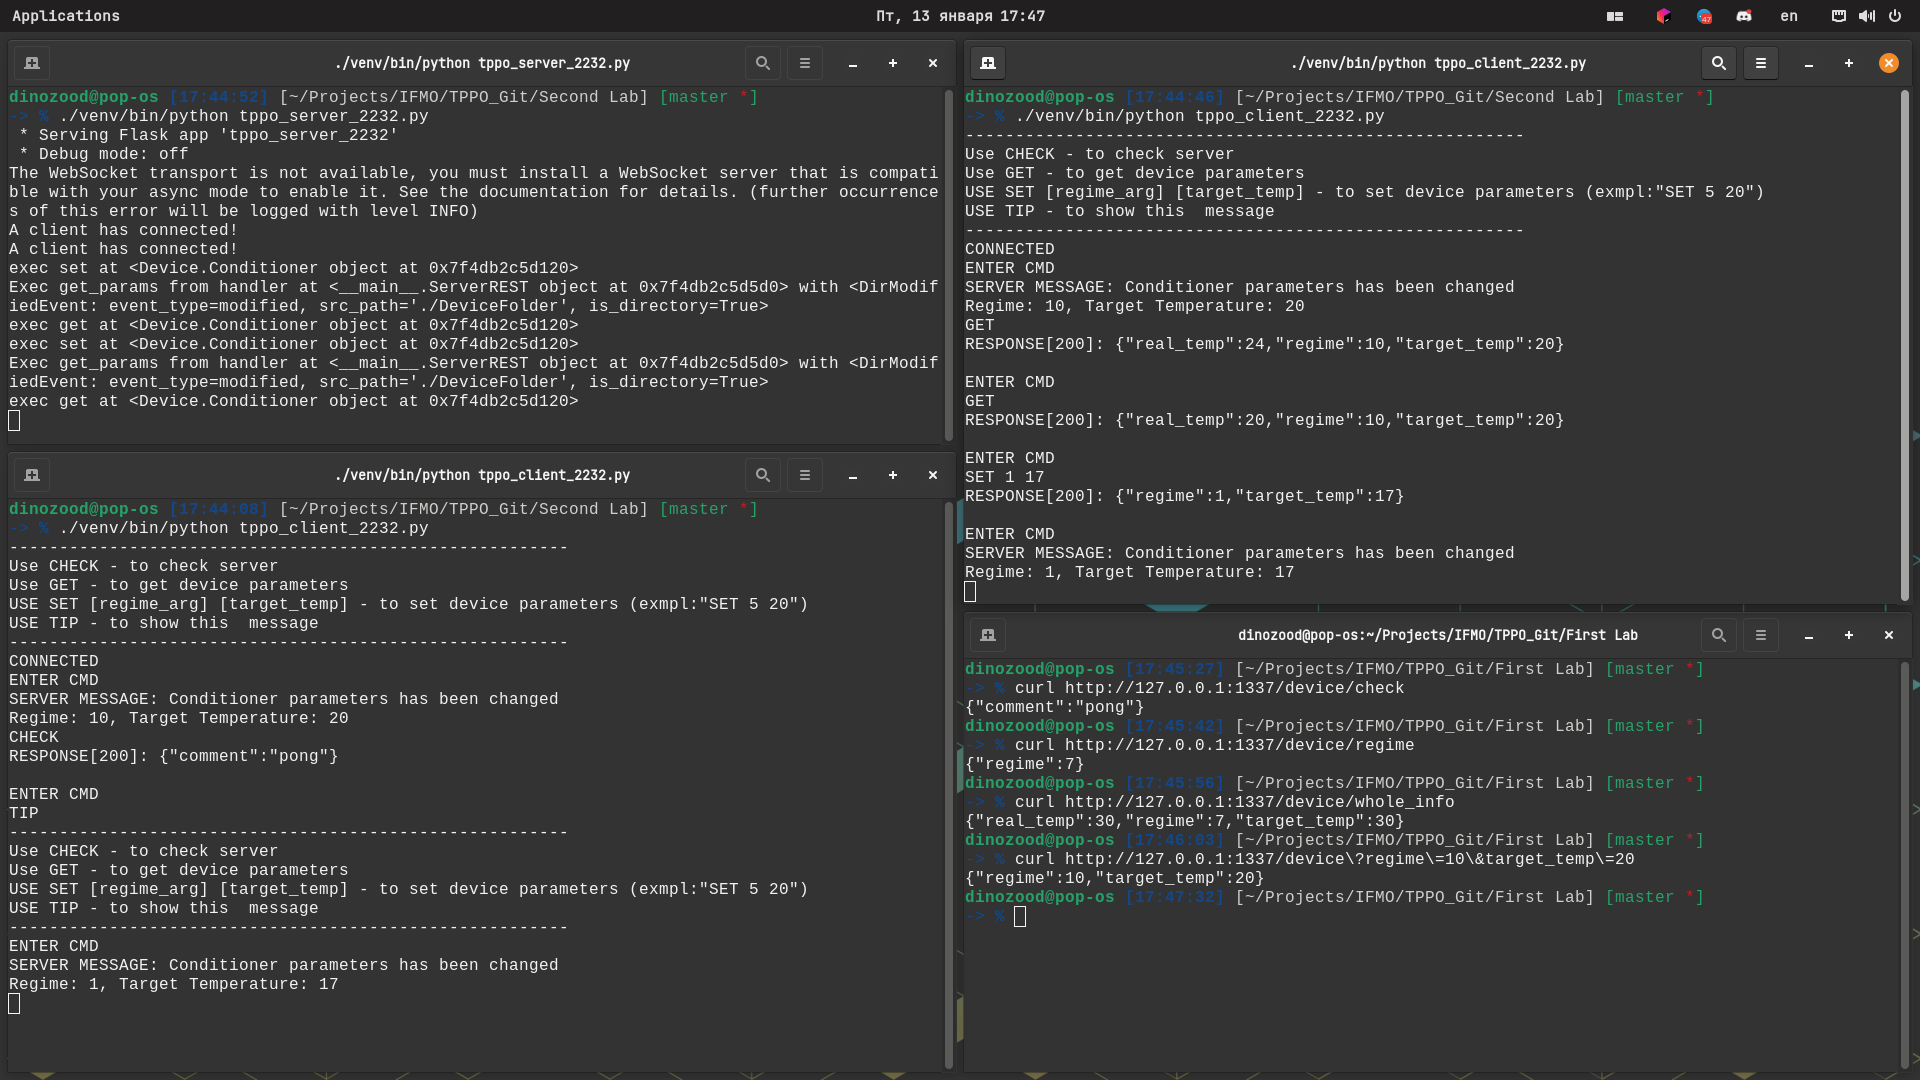 Applications
Пт, 13 января 17:47
en
./venv/bin/python tppo_server_2232.py
dinozood@pop-os [17:44:52] [~/Projects/IFMO/TPPO_Git/Second Lab] [master *]
-> % ./venv/bin/python tppo_server_2232.py
 * Serving Flask app 'tppo_server_2232'
 * Debug mode: off
The WebSocket transport is not available, you must install a WebSocket server that is compati
ble with your async mode to enable it. See the documentation for details. (further occurrence
s of this error will be logged with level INFO)
A client has connected!
A client has connected!
exec set at <Device.Conditioner object at 0x7f4db2c5d120>
Exec get_params from handler at <__main__.ServerREST object at 0x7f4db2c5d5d0> with <DirModif
iedEvent: event_type=modified, src_path='./DeviceFolder', is_directory=True>
exec get at <Device.Conditioner object at 0x7f4db2c5d120>
exec set at <Device.Conditioner object at 0x7f4db2c5d120>
Exec get_params from handler at <__main__.ServerREST object at 0x7f4db2c5d5d0> with <DirModif
iedEvent: event_type=modified, src_path='./DeviceFolder', is_directory=True>
exec get at <Device.Conditioner object at 0x7f4db2c5d120>
./venv/bin/python tppo_client_2232.py
dinozood@pop-os [17:44:08] [~/Projects/IFMO/TPPO_Git/Second Lab] [master *]
-> % ./venv/bin/python tppo_client_2232.py
--------------------------------------------------------
Use CHECK - to check server
Use GET - to get device parameters
USE SET [regime_arg] [target_temp] - to set device parameters (exmpl:"SET 5 20")
USE TIP - to show this  message
--------------------------------------------------------
CONNECTED
ENTER CMD
SERVER MESSAGE: Conditioner parameters has been changed
Regime: 10, Target Temperature: 20
CHECK
RESPONSE[200]: {"comment":"pong"}
ENTER CMD
TIP
--------------------------------------------------------
Use CHECK - to check server
Use GET - to get device parameters
USE SET [regime_arg] [target_temp] - to set device parameters (exmpl:"SET 5 20")
USE TIP - to show this  message
--------------------------------------------------------
ENTER CMD
SERVER MESSAGE: Conditioner parameters has been changed
Regime: 1, Target Temperature: 17
./venv/bin/python tppo_client_2232.py
dinozood@pop-os [17:44:46] [~/Projects/IFMO/TPPO_Git/Second Lab] [master *]
-> % ./venv/bin/python tppo_client_2232.py
--------------------------------------------------------
Use CHECK - to check server
Use GET - to get device parameters
USE SET [regime_arg] [target_temp] - to set device parameters (exmpl:"SET 5 20")
USE TIP - to show this  message
--------------------------------------------------------
CONNECTED
ENTER CMD
SERVER MESSAGE: Conditioner parameters has been changed
Regime: 10, Target Temperature: 20
GET
RESPONSE[200]: {"real_temp":24,"regime":10,"target_temp":20}
ENTER CMD
GET
RESPONSE[200]: {"real_temp":20,"regime":10,"target_temp":20}
ENTER CMD
SET 1 17
RESPONSE[200]: {"regime":1,"target_temp":17}
ENTER CMD
SERVER MESSAGE: Conditioner parameters has been changed
Regime: 1, Target Temperature: 17
dinozood@pop-os:~/Projects/IFMO/TPPO_Git/First Lab
dinozood@pop-os [17:45:27] [~/Projects/IFMO/TPPO_Git/First Lab] [master *]
-> % curl http://127.0.0.1:1337/device/check
{"comment":"pong"}
dinozood@pop-os [17:45:42] [~/Projects/IFMO/TPPO_Git/First Lab] [master *]
-> % curl http://127.0.0.1:1337/device/regime
{"regime":7}
dinozood@pop-os [17:45:56] [~/Projects/IFMO/TPPO_Git/First Lab] [master *]
-> % curl http://127.0.0.1:1337/device/whole_info
{"real_temp":30,"regime":7,"target_temp":30}
dinozood@pop-os [17:46:03] [~/Projects/IFMO/TPPO_Git/First Lab] [master *]
-> % curl http://127.0.0.1:1337/device\?regime\=10\&target_temp\=20
{"regime":10,"target_temp":20}
dinozood@pop-os [17:47:32] [~/Projects/IFMO/TPPO_Git/First Lab] [master *]
-> %